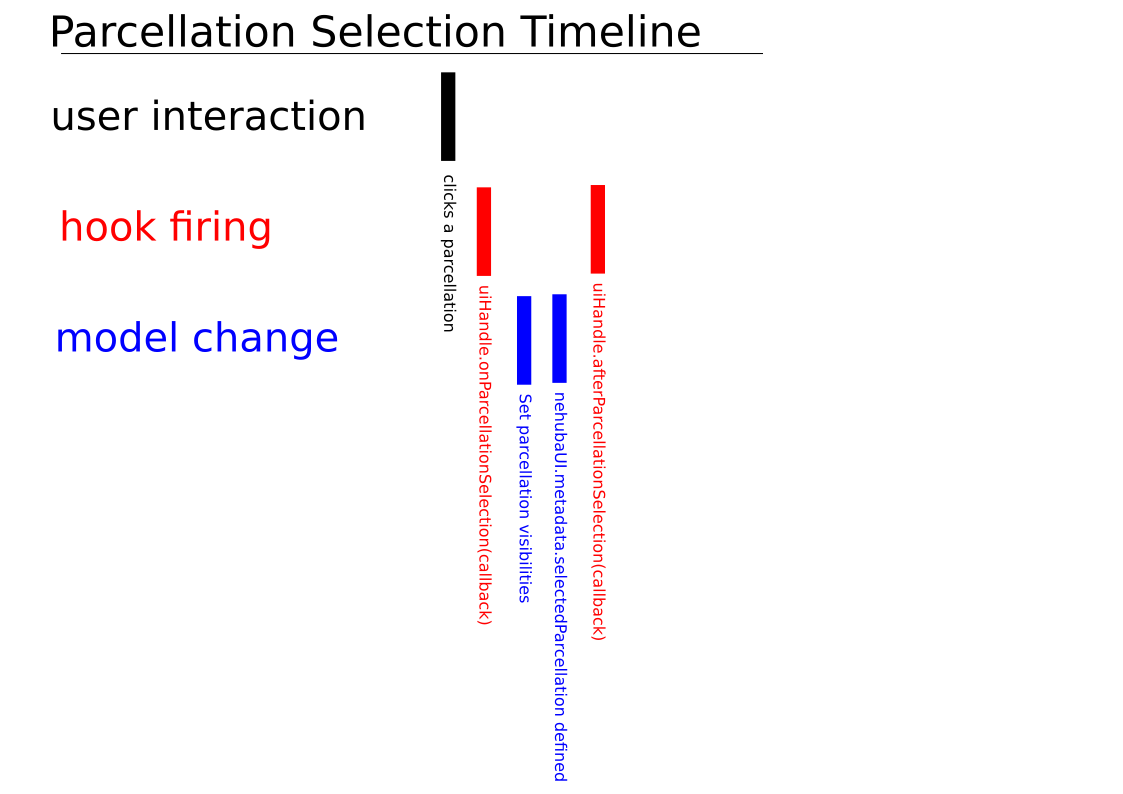 Parcellation Selection Timeline
user interaction
hook firing
model change
clicks a parcellation
uiHandle.onParcellationSelection(callback)
Set parcellation visibilities
nehubaUI.metadata.selectedParcellation defined
uiHandle.afterParcellationSelection(callback)